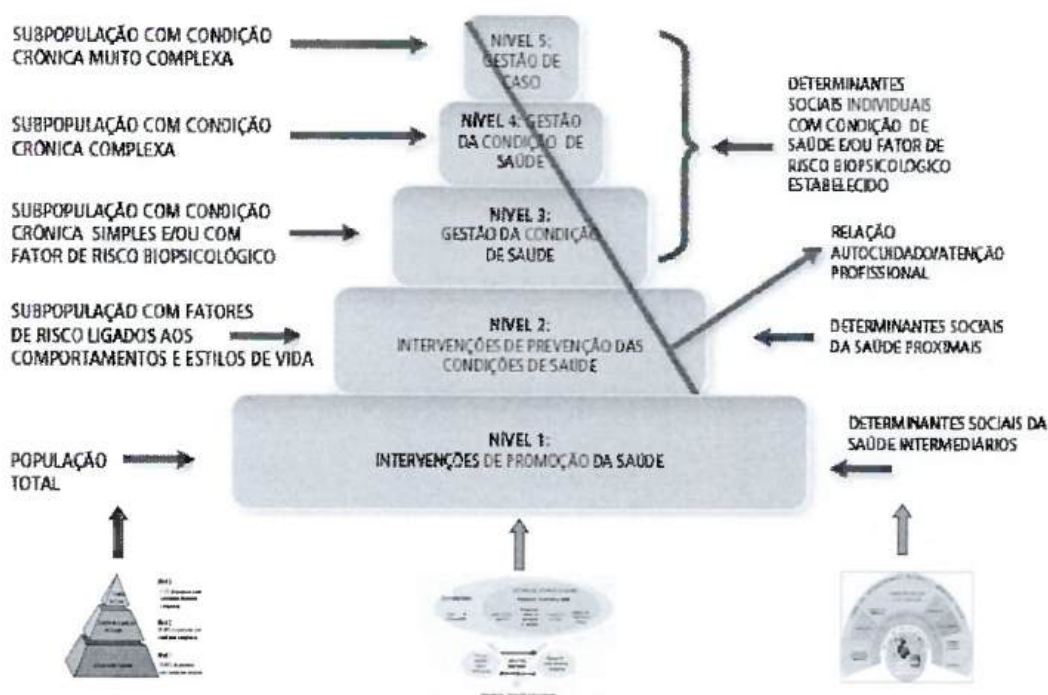 SUBPOPULAÇÃO COM CONDIÇÃO
CRÔNICA MUITO COMPLEXA
SUBPOPULAÇÃO COM CONDIÇÃO
CRÔNICA COMPLEXA
SUBPOPULAÇÃO COM CONDIÇÃO
CRÔNICA SIMPLES E/OU COM
FATOR DE RISCO BIOPSICOLÓGICO
SUBPOPULAÇÃO COM FATORES
DE RISCO LIGADOS AOS
COMPORTAMENTOS E ESTILOS DE VIDA
POPULAÇÃO
TOTAL
NÍVEL 5:
GESTÃO DE
CASO
NÍVEL 4: GESTÃO
DA CONDIÇÃO DE
SAÚDE
NÍVEL 3:
GESTÃO DA CONDIÇÃO
DE SAÚDE
NÍVEL 2:
INTERVENÇÕES DE PREVENÇÃO DAS
CONDIÇÕES DE SAÚDE
NÍVEL 1:
INTERVENÇÕES DE PROMOÇÃO DA SAÚDE
DETERMINANTES
SOCIAIS INDIVIDUAIS
COM CONDIÇÃO DE
SAÚDE E/OU FATOR DE
RISCO BIOPSICOLÓGICO
ESTABELECIDO
RELAÇÃO
AUTOCUIDADO/ATENÇÃO
PROFISSIONAL
DETERMINANTES SOCIAIS
DA SAÚDE PROXIMAIS
DETERMINANTES SOCIAIS DA
SAÚDE INTERMEDIÁRIOS